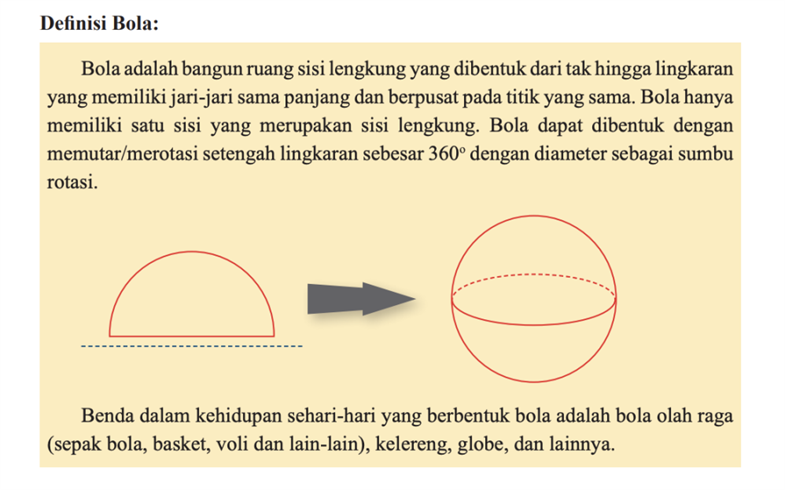 Definisi Bola:
Bola adalah bangun ruang sisi lengkung yang dibentuk dari tak hingga lingkaran
yang memiliki jari-jari sama panjang dan berpusat pada titik yang sama. Bola hanya
memiliki satu sisi yang merupakan sisi lengkung. Bola dapat dibentuk dengan
memutar/merotasi setengah lingkaran sebesar 360º dengan diameter sebagai sumbu
rotasi.
Benda dalam kehidupan sehari-hari yang berbentuk bola adalah bola olah raga
(sepak bola, basket, voli dan lain-lain), kelereng, globe, dan lainnya.